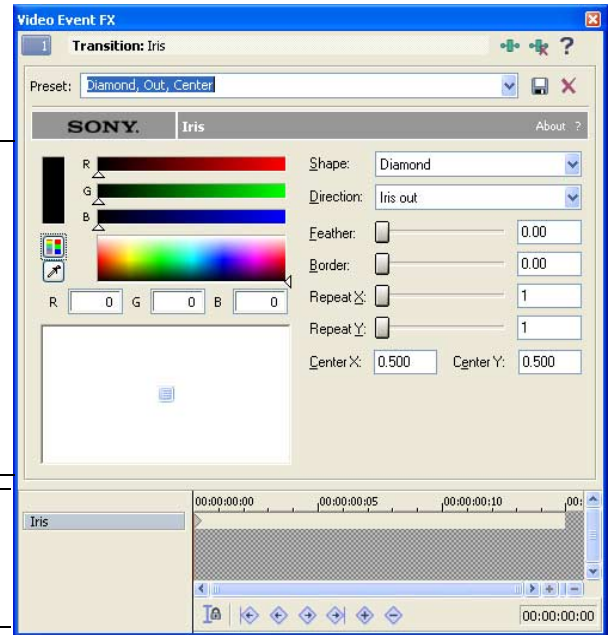 Video Event FX
1 Transition: Iris ?
Preset: Diamond, Out, Center
SONY. Iris About ?
R
G
B
R 0 G 0 B 0
Shape: Diamond
Direction: Iris out
Feather: 0.00
Border: 0.00
Repeat X: 1
Repeat Y: 1
Center X: 0.500 Center Y: 0.500
00:00:00:00 00:00:00:05 00:00:00:10 00:
Iris
00:00:00:00